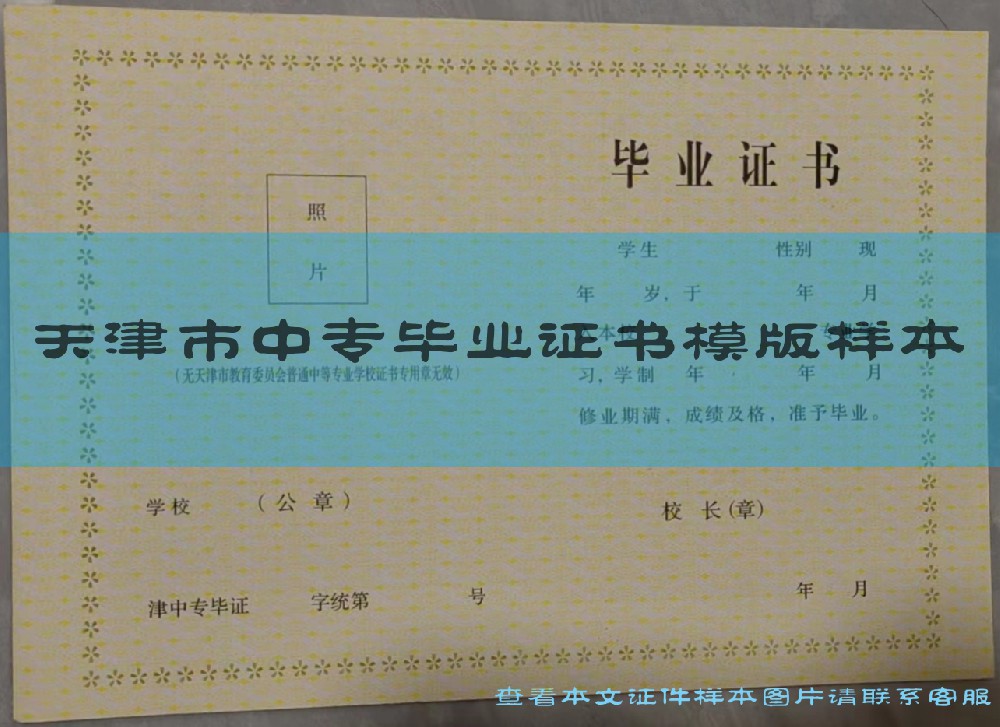 毕业证书
照
片
学生 性别 现
年 岁，于 年 月
天津市中专毕业证书模版样本
（无天津市教育委员会普通中等专业学校证书专用章无效）
习，学制 年 年 月
修业期满，成绩及格，准予毕业。
学校 （公章）
校 长(章)
津中专毕证 字统第 号
年 月
查看本文证件样本图片请联系客服